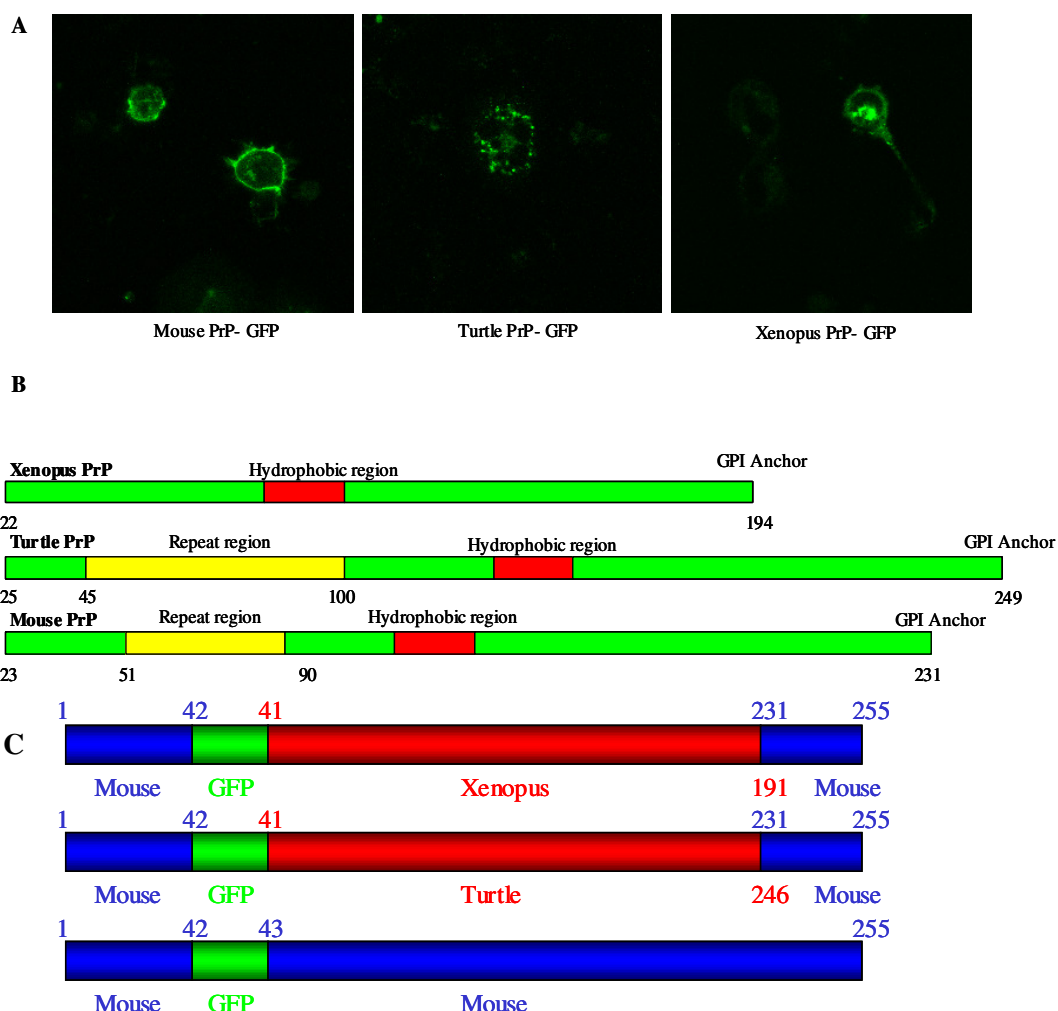 A
Mouse PrP- GFP
Turtle PrP- GFP
Xenopus PrP- GFP
B
Xenopus PrP
Hydrophobic region
GPI Anchor
22
194
Turtle PrP
Repeat region
Hydrophobic region
GPI Anchor
25
45
100
249
Mouse PrP
Repeat region
Hydrophobic region
GPI Anchor
23
51
90
231
C
1 42 41 231 255
Mouse GFP Xenopus 191 Mouse
1 42 41 231 255
Mouse GFP Turtle 246 Mouse
1 42 43 255
Mouse GFP Mouse